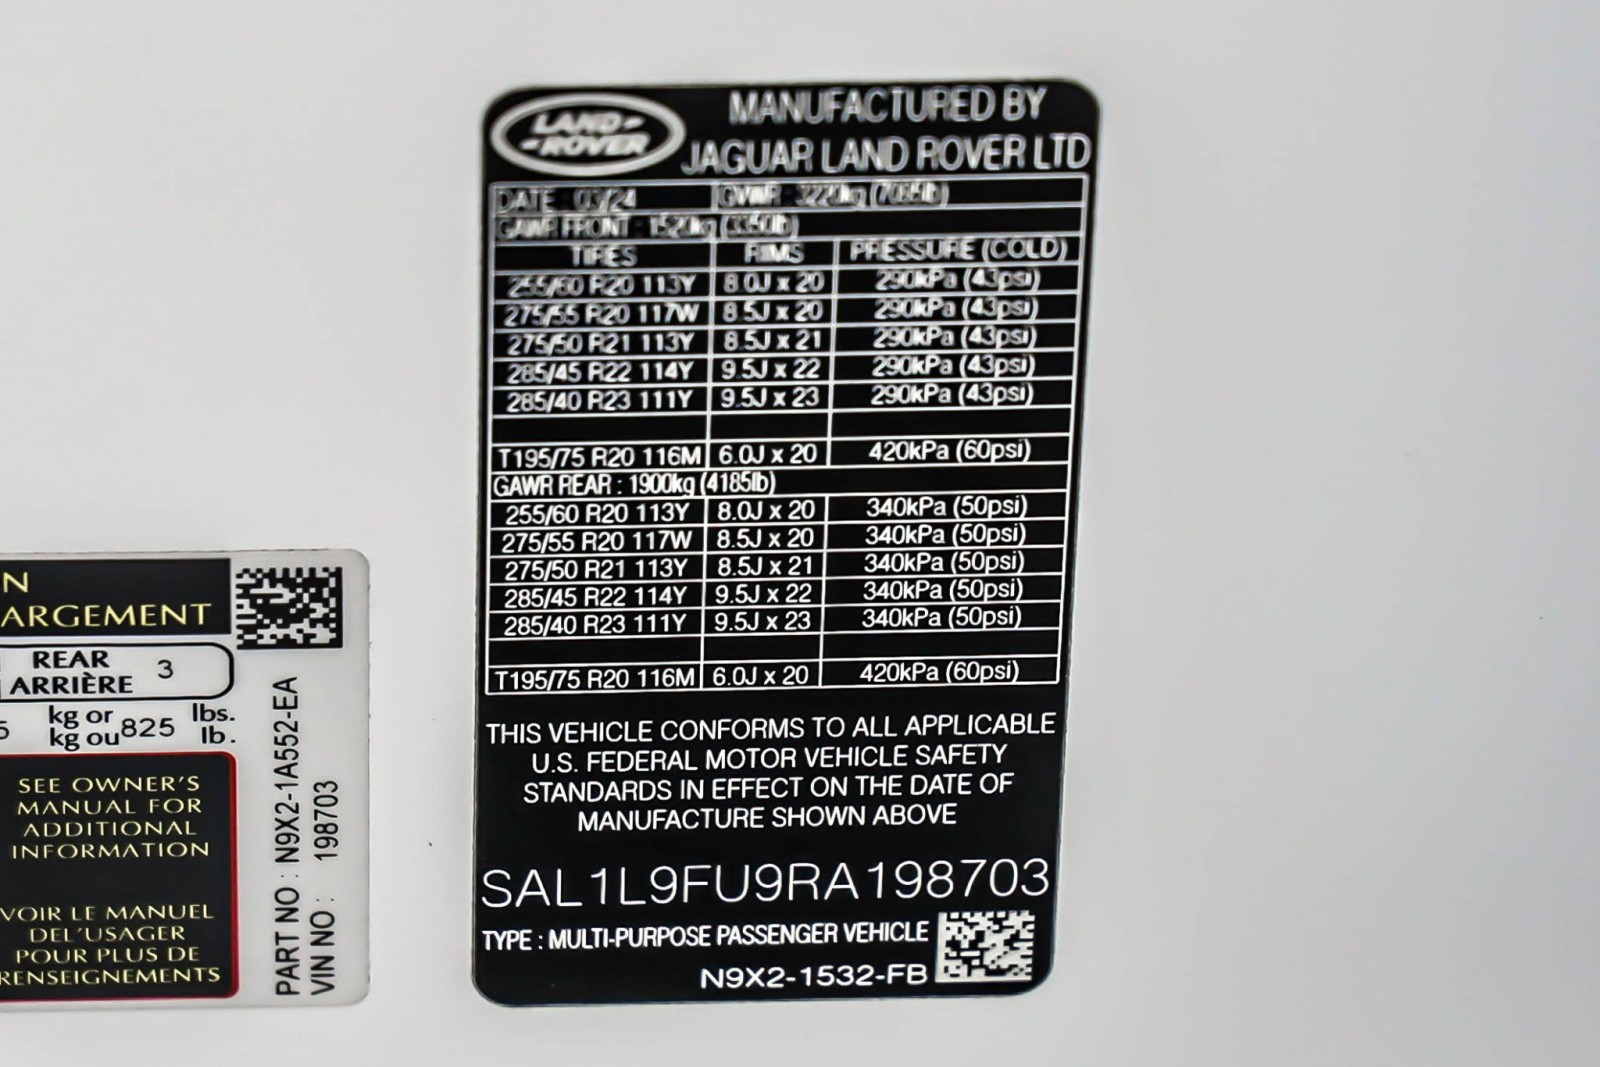 LAND-
-ROVER
MANUFACTURED BY
JAGUAR LAND ROVER LTD
DATE : 03/24 GVWR : 3220kg (7095lb)
GAWR FRONT : 1520kg (3350lb)
TIRES RIMS PRESSURE (COLD)
255/60 R20 113Y 8.0J x 20 290kPa (43psi)
275/55 R20 117W 8.5J x 20 290kPa (43psi)
275/50 R21 113Y 8.5J x 21 290kPa (43psi)
285/45 R22 114Y 9.5J x 22 290kPa (43psi)
285/40 R23 111Y 9.5J x 23 290kPa (43psi)
T195/75 R20 116M 6.0J x 20 420kPa (60psi)
GAWR REAR : 1900kg (4185lb)
255/60 R20 113Y 8.0J x 20 340kPa (50psi)
275/55 R20 117W 8.5J x 20 340kPa (50psi)
275/50 R21 113Y 8.5J x 21 340kPa (50psi)
285/45 R22 114Y 9.5J x 22 340kPa (50psi)
285/40 R23 111Y 9.5J x 23 340kPa (50psi)
T195/75 R20 116M 6.0J x 20 420kPa (60psi)
THIS VEHICLE CONFORMS TO ALL APPLICABLE
U.S. FEDERAL MOTOR VEHICLE SAFETY
STANDARDS IN EFFECT ON THE DATE OF
MANUFACTURE SHOWN ABOVE
SAL1L9FU9RA198703
TYPE : MULTI-PURPOSE PASSENGER VEHICLE
N9X2-1532-FB
N
ARGEMENT
REAR 3
ARRIÈRE
5 kg or 825 lbs.
kg ou lb.
SEE OWNER'S
MANUAL FOR
ADDITIONAL
INFORMATION
VOIR LE MANUEL
DEL'USAGER
POUR PLUS DE
RENSEIGNEMENTS
PART NO : N9X2-1A552-EA
VIN NO : 198703